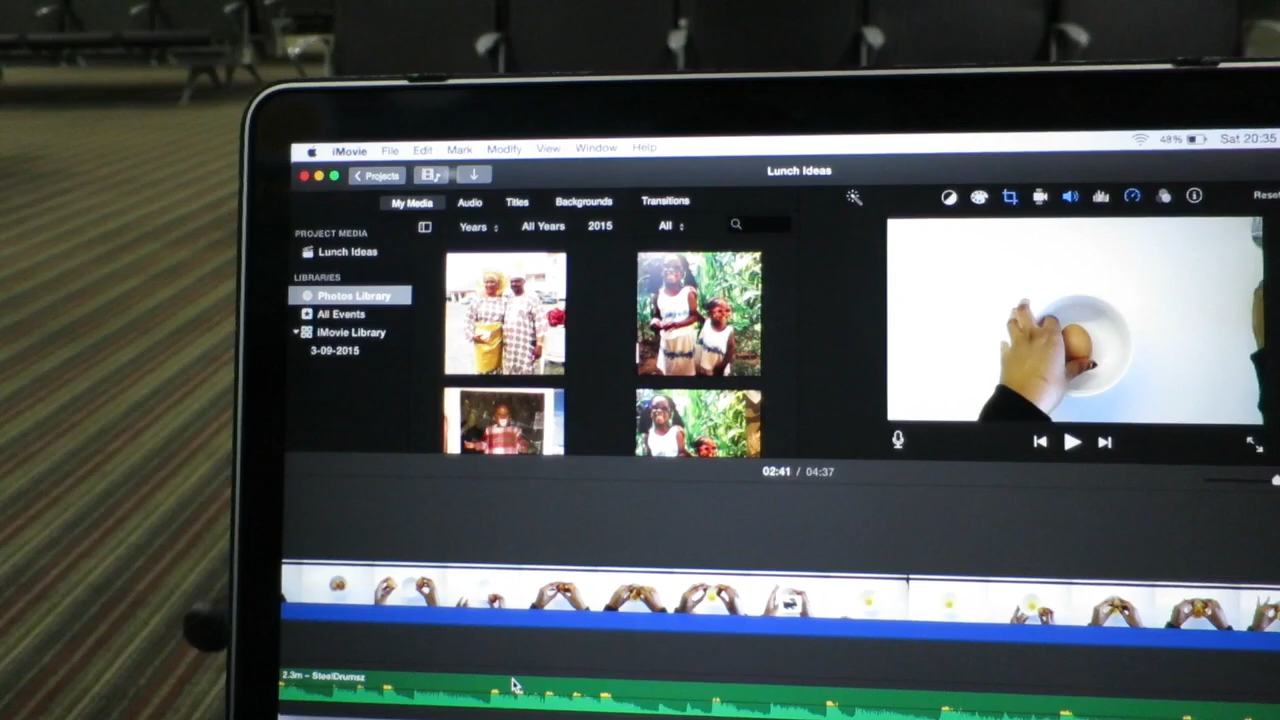 iMovie File Edit Mark Modify View Window Help 48% Sat 20:35
Projects Lunch Ideas
My Media Audio Titles Backgrounds Transitions Rese
Years All Years 2015 All
PROJECT MEDIA
Lunch Ideas
LIBRARIES
Photos Library
All Events
iMovie Library
3-09-2015
02:41 / 04:37
2.3m – SteelDrumsz